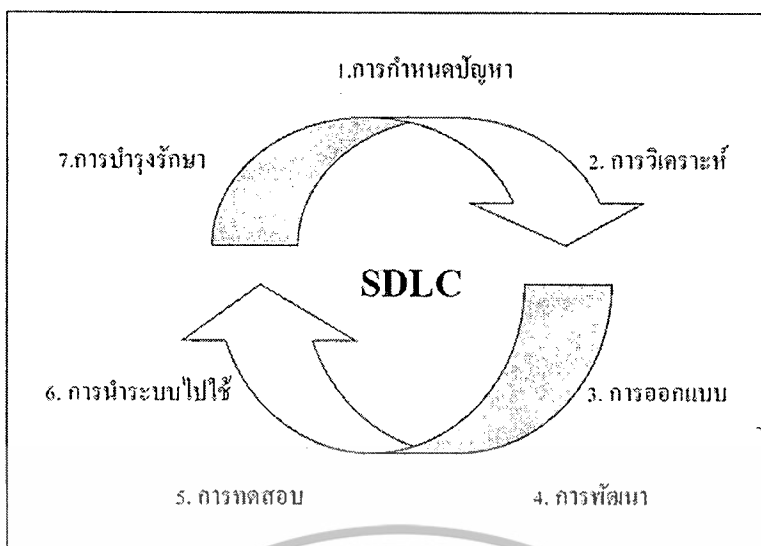 1.การกำหนดปัญหา
7.การบำรุงรักษา
2. การวิเคราะห์
SDLC
6. การนำระบบไปใช้
3. การออกแบบ
5. การทดสอบ
4. การพัฒนา